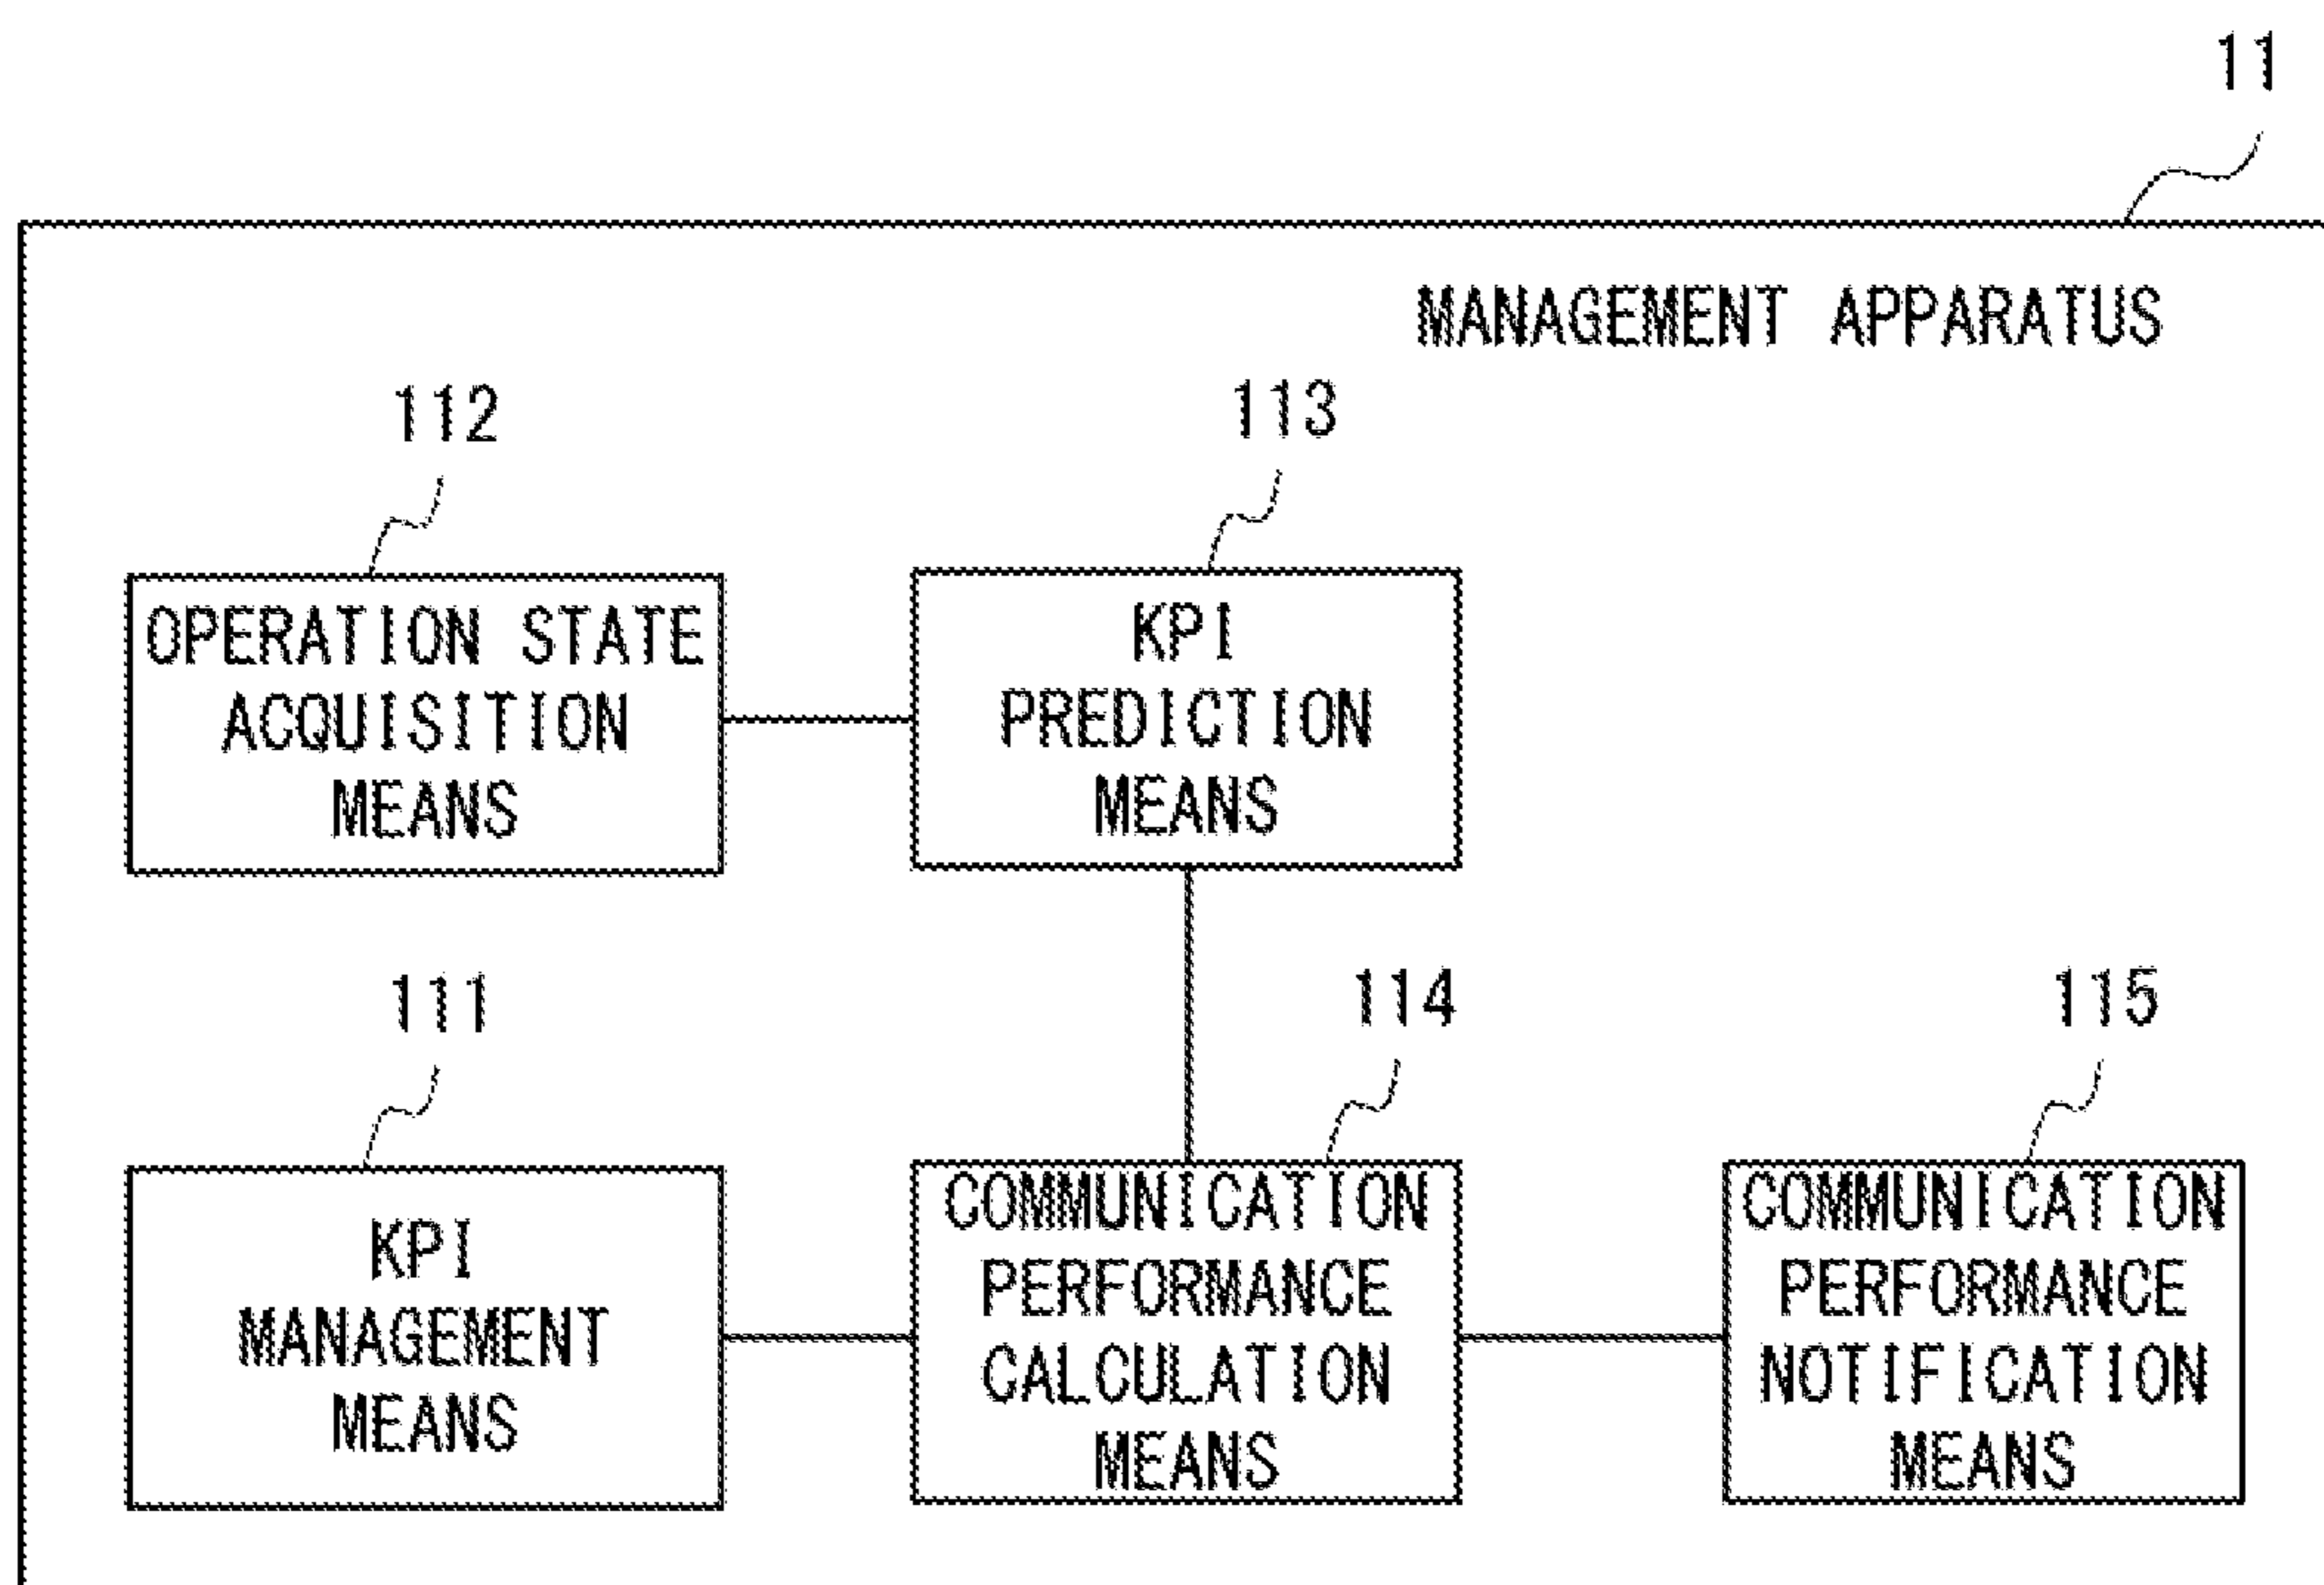 11
MANAGEMENT APPARATUS
112
113
OPERATION STATE
ACQUISITION
MEANS
KPI
PREDICTION
MEANS
111
114
115
KPI
MANAGEMENT
MEANS
COMMUNICATION
PERFORMANCE
CALCULATION
MEANS
COMMUNICATION
PERFORMANCE
NOTIFICATION
MEANS